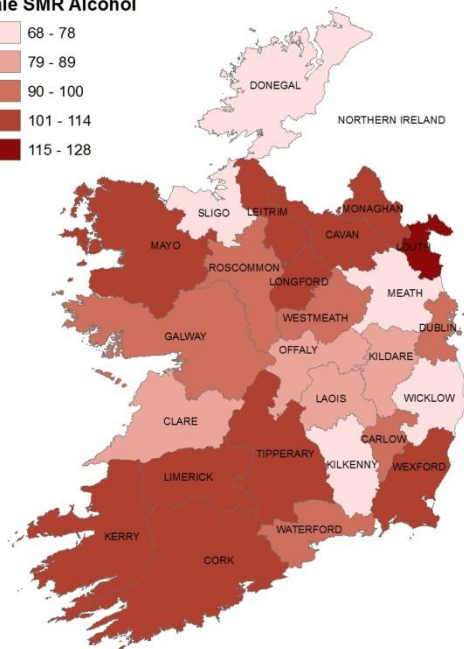 ale SMR Alcohol
68 - 78
79 - 89
90 - 100
101 - 114
115 - 128
DONEGAL
NORTHERN IRELAND
SLIGO
LEITRIM
MONAGHAN
CAVAN
LOUTH
MAYO
ROSCOMMON
LONGFORD
MEATH
WESTMEATH
DUBLIN
GALWAY
OFFALY
KILDARE
LAOIS
WICKLOW
CLARE
CARLOW
TIPPERARY
KILKENNY
WEXFORD
LIMERICK
WATERFORD
KERRY
CORK